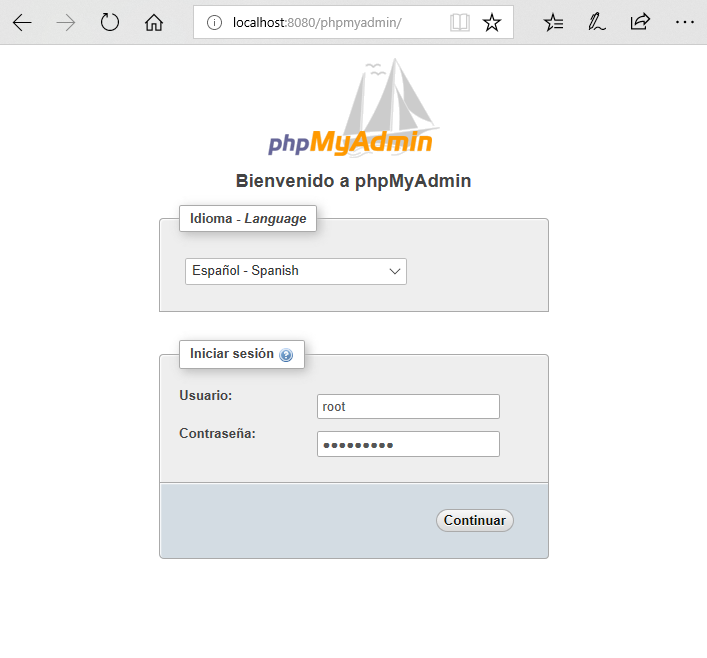 localhost:8080/phpmyadmin/
phpMyAdmin
Bienvenido a phpMyAdmin
Idioma - Language
Español - Spanish
Iniciar sesión
Usuario:
root
Contraseña:
•••••••••
Continuar